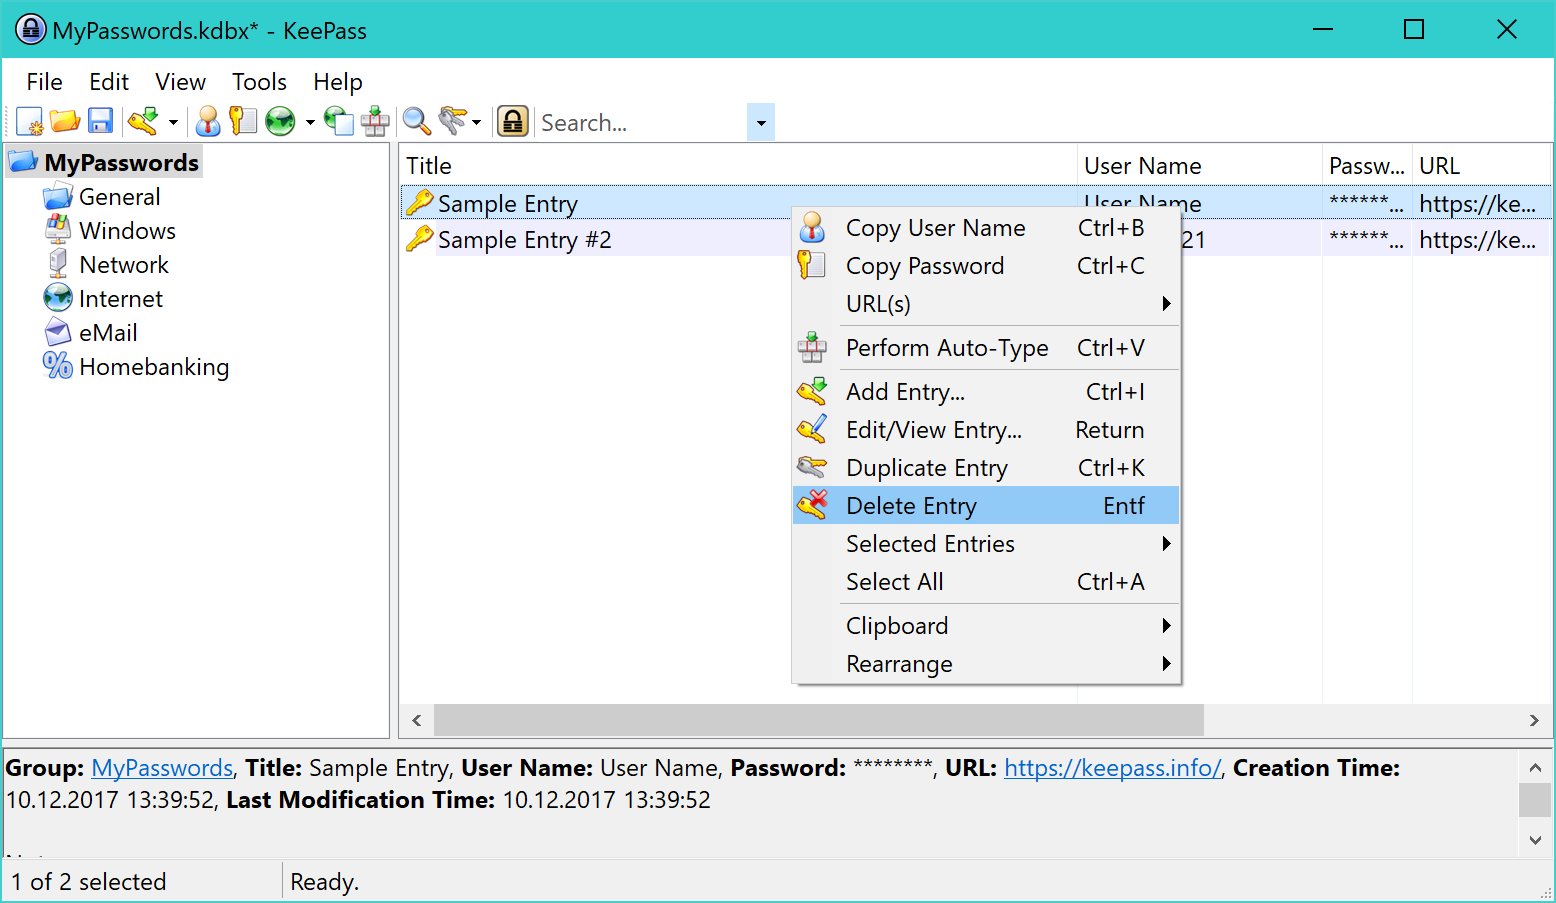 MyPasswords.kdbx* - KeePass
File Edit View Tools Help
Search...
MyPasswords
General
Windows
Network
Internet
eMail
Homebanking
Title User Name Passw... URL
Sample Entry User Name ******... https://ke...
Sample Entry #2 21 ******... https://ke...
Copy User Name Ctrl+B
Copy Password Ctrl+C
URL(s)
Perform Auto-Type Ctrl+V
Add Entry... Ctrl+I
Edit/View Entry... Return
Duplicate Entry Ctrl+K
Delete Entry Entf
Selected Entries
Select All Ctrl+A
Clipboard
Rearrange
Group: MyPasswords, Title: Sample Entry, User Name: User Name, Password: ********, URL: https://keepass.info/, Creation Time:
10.12.2017 13:39:52, Last Modification Time: 10.12.2017 13:39:52
1 of 2 selected Ready.